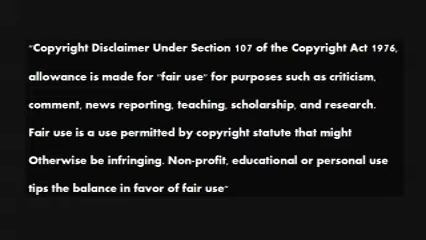 "Copyright Disclaimer Under Section 107 of the Copyright Act 1976,
allowance is made for "fair use" for purposes such as criticism,
comment, news reporting, teaching, scholarship, and research.
Fair use is a use permitted by copyright statute that might
Otherwise be infringing. Non-profit, educational or personal use
tips the balance in favor of fair use"